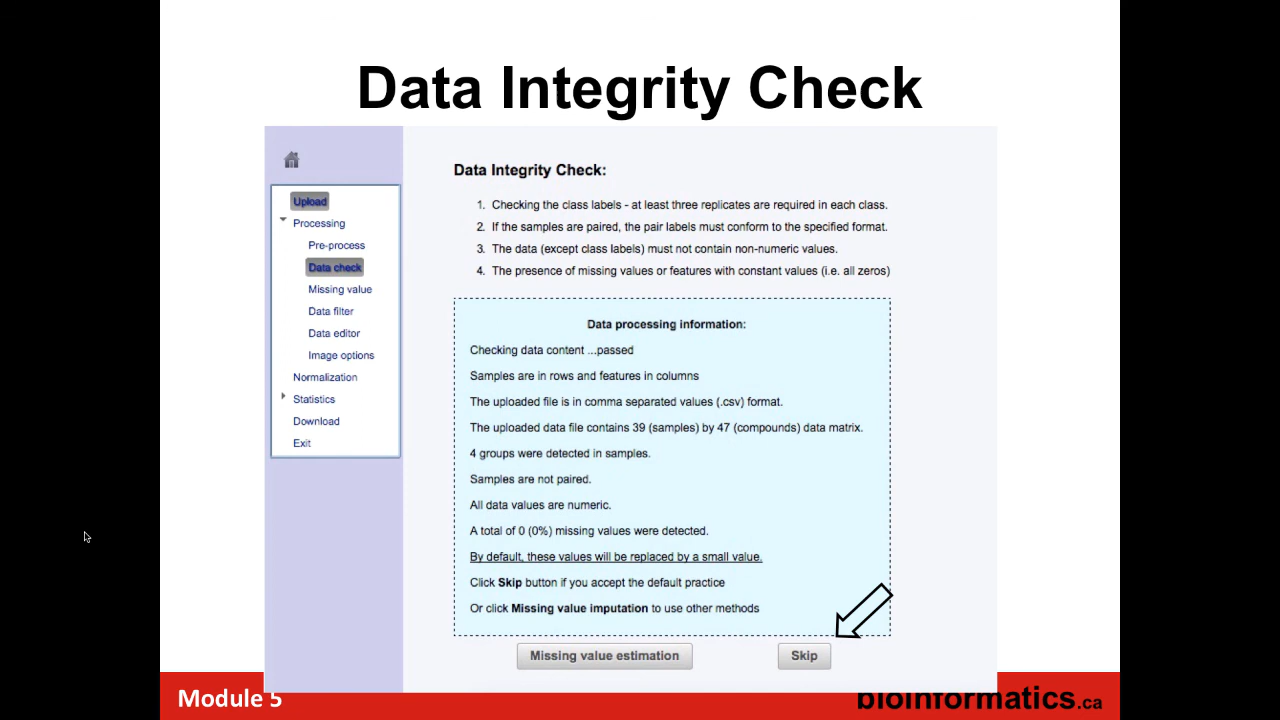 Data Integrity Check
Upload
Processing
Pre-process
Data check
Missing value
Data filter
Data editor
Image options
Normalization
Statistics
Download
Exit
Data Integrity Check:
1. Checking the class labels - at least three replicates are required in each class.
2. If the samples are paired, the pair labels must conform to the specified format.
3. The data (except class labels) must not contain non-numeric values.
4. The presence of missing values or features with constant values (i.e. all zeros)
Data processing information:
Checking data content ...passed
Samples are in rows and features in columns
The uploaded file is in comma separated values (.csv) format.
The uploaded data file contains 39 (samples) by 47 (compounds) data matrix.
4 groups were detected in samples.
Samples are not paired.
All data values are numeric.
A total of 0 (0%) missing values were detected.
By default, these values will be replaced by a small value.
Click Skip button if you accept the default practice
Or click Missing value imputation to use other methods
Missing value estimation
Skip
Module 5
bioinformatics.ca